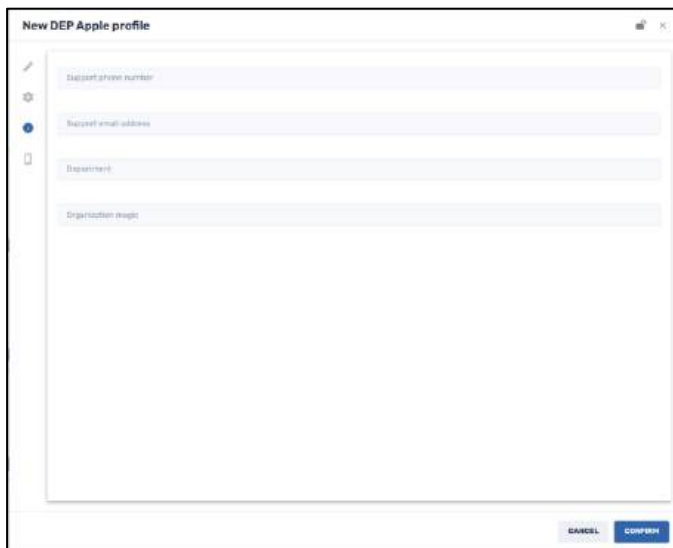 New DEP Apple profile
Support phone number
Support email address
Department
Organization magic
CANCEL
CONFIRM